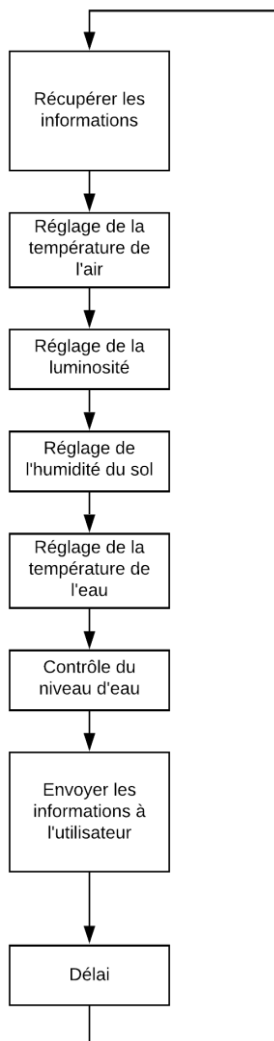 Récupérer les
informations
Réglage de la
température de
l'air
Réglage de la
luminosité
Réglage de
l'humidité du sol
Réglage de la
température de
l'eau
Contrôle du
niveau d'eau
Envoyer les
informations à
l'utilisateur
Délai